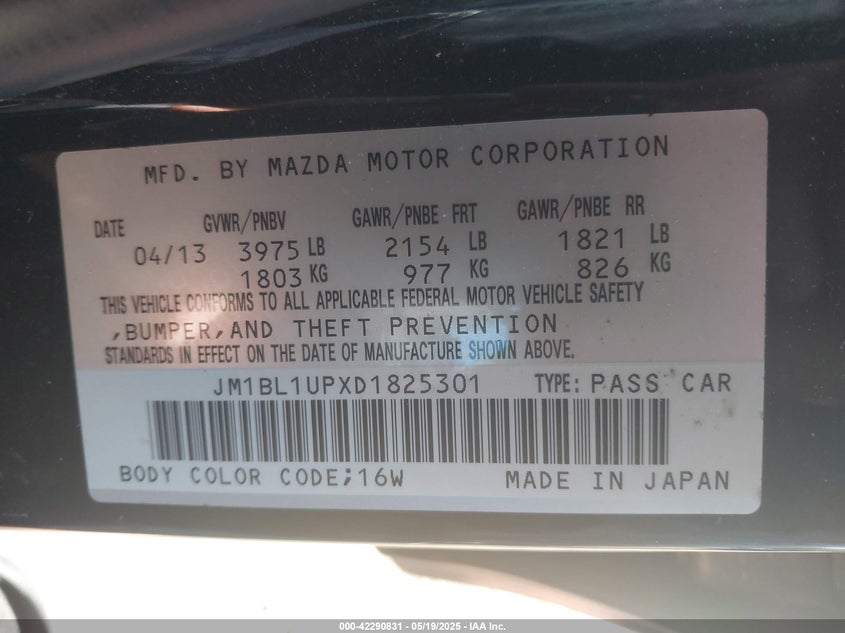 MFD. BY MAZDA MOTOR CORPORATION
DATE GVWR/PNBV GAWR/PNBE FRT GAWR/PNBE RR
04/13 3975 LB 2154 LB 1821 LB
1803 KG 977 KG 826 KG
THIS VEHICLE CONFORMS TO ALL APPLICABLE FEDERAL MOTOR VEHICLE SAFETY
,BUMPER,AND THEFT PREVENTION
STANDARDS IN EFFECT ON THE DATE OF MANUFACTURE SHOWN ABOVE.
JM1BL1UPXD1825301 TYPE: PASS CAR
BODY COLOR CODE;16W MADE IN JAPAN
000-42290831 - 05/19/2025 - IAA Inc.